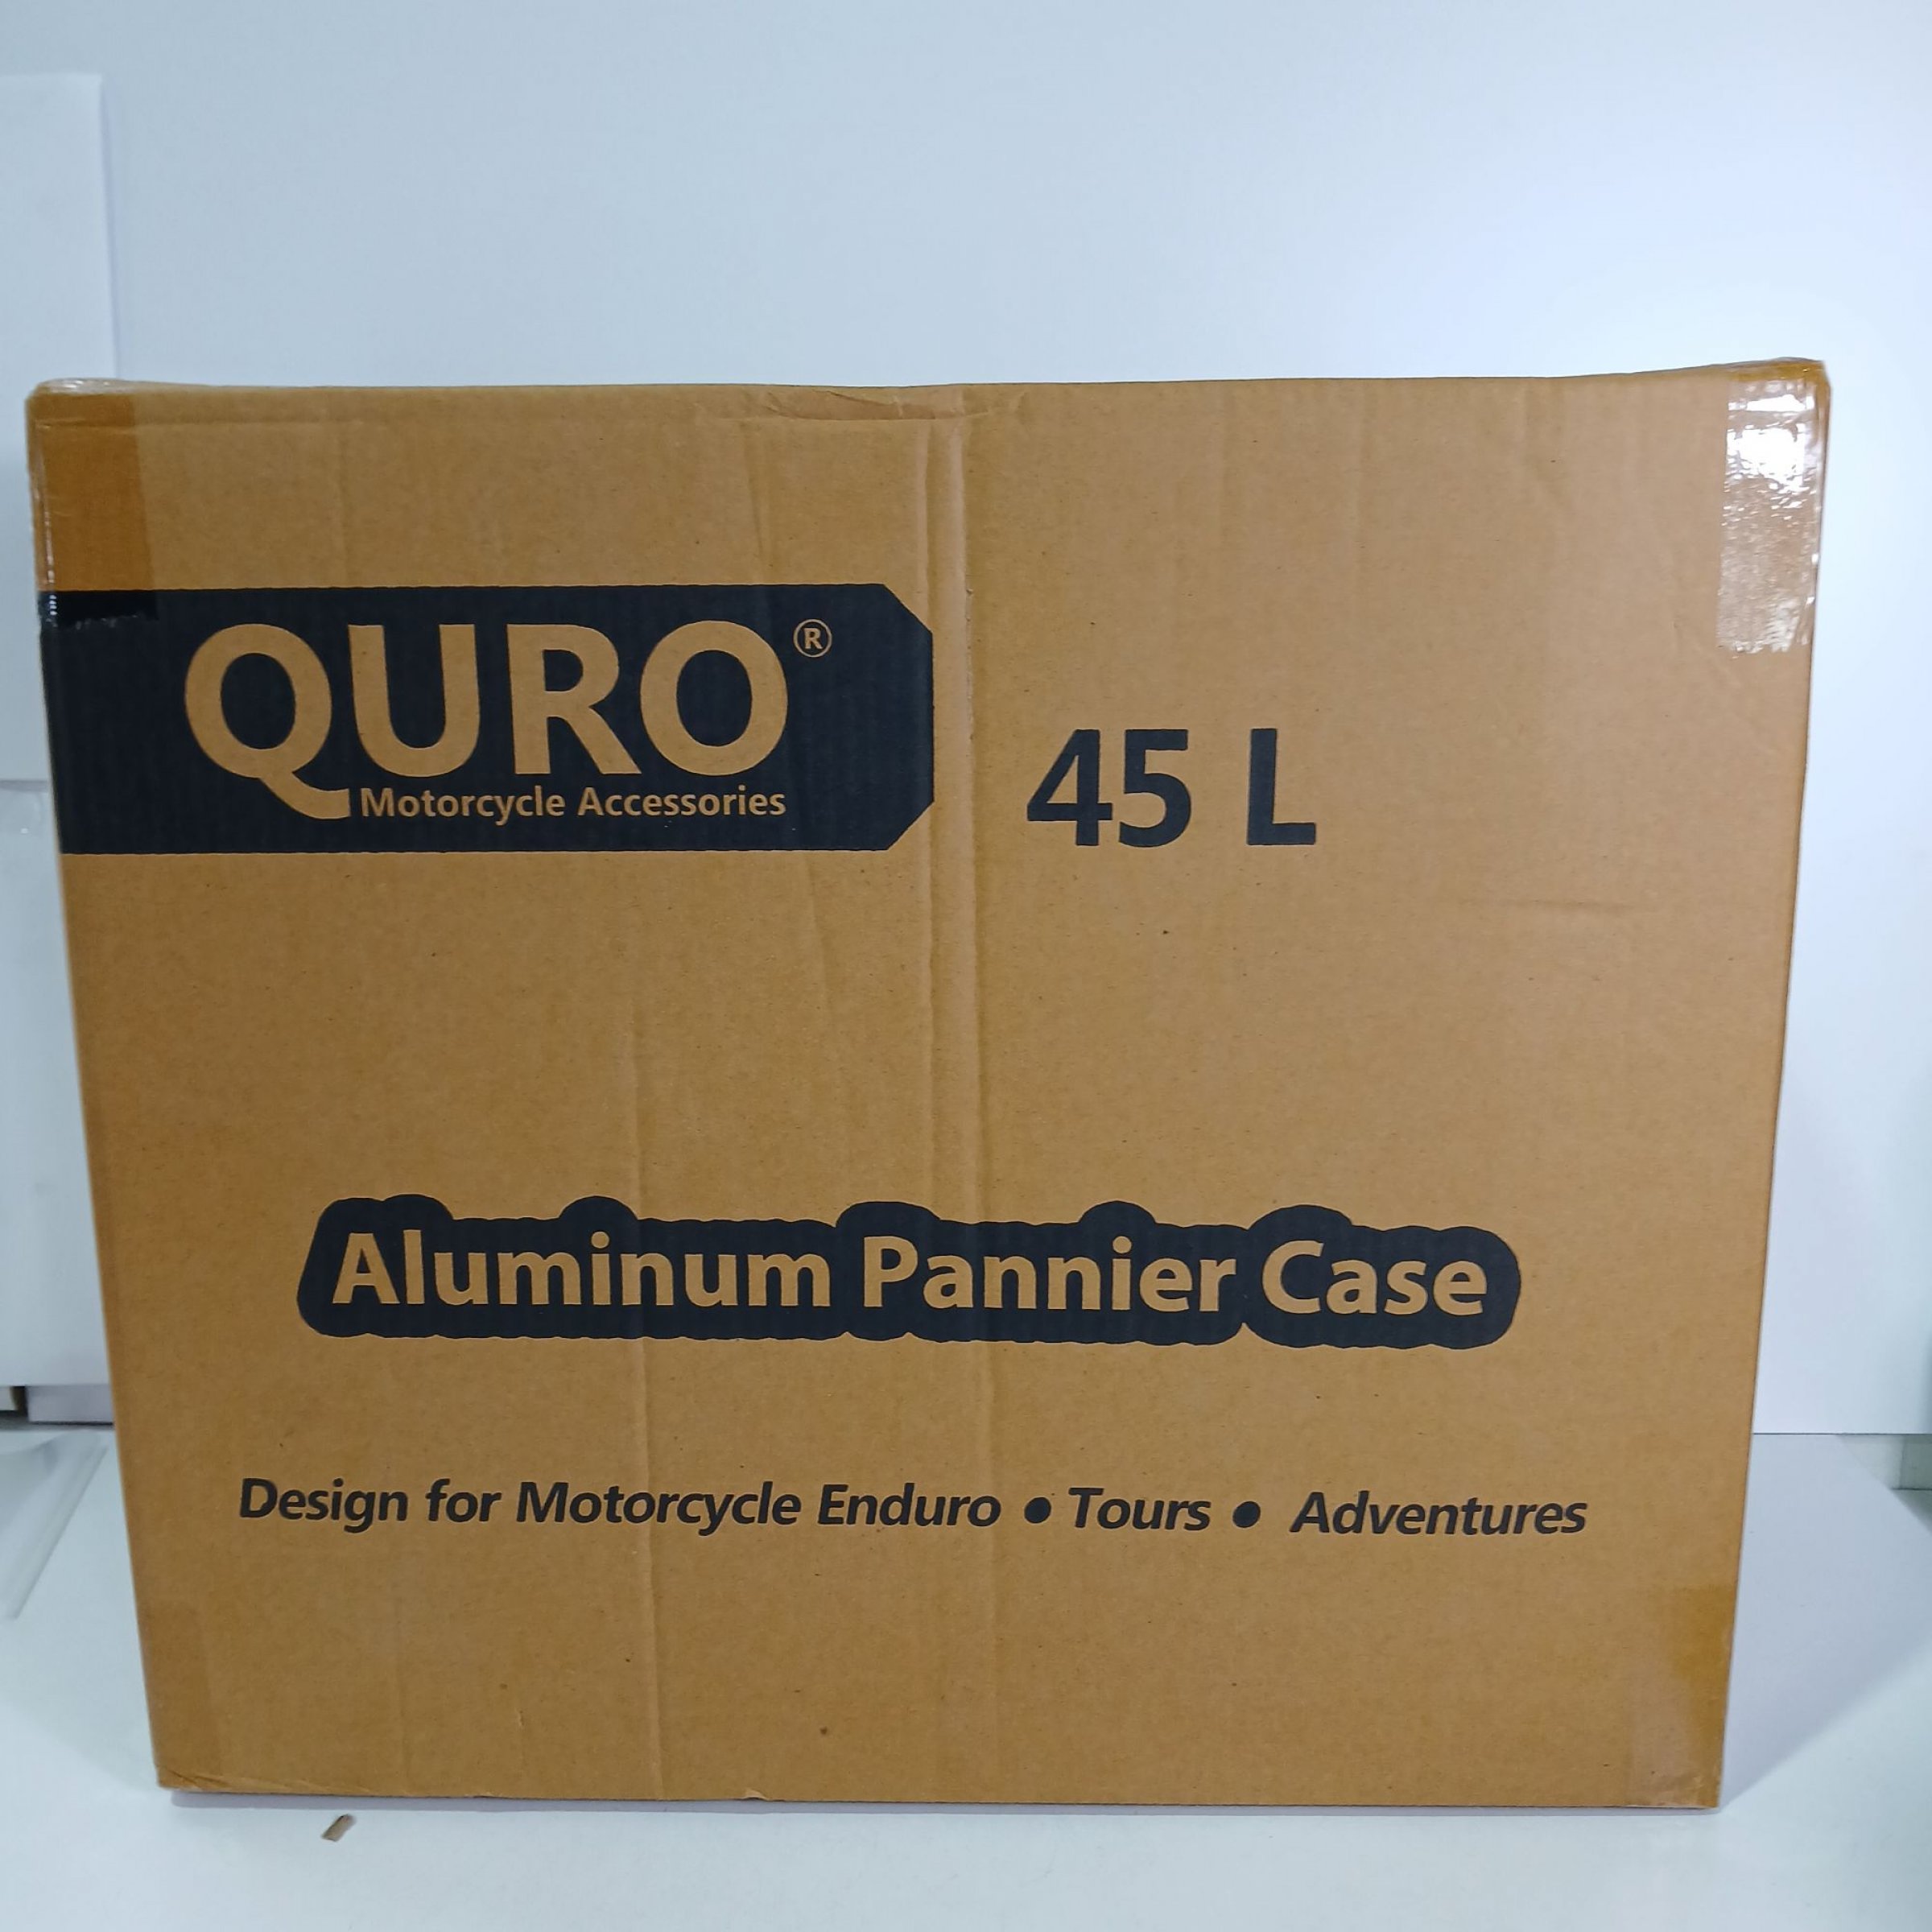 QURO®
Motorcycle Accessories
45 L
Aluminum Pannier Case
Design for Motorcycle Enduro • Tours • Adventures